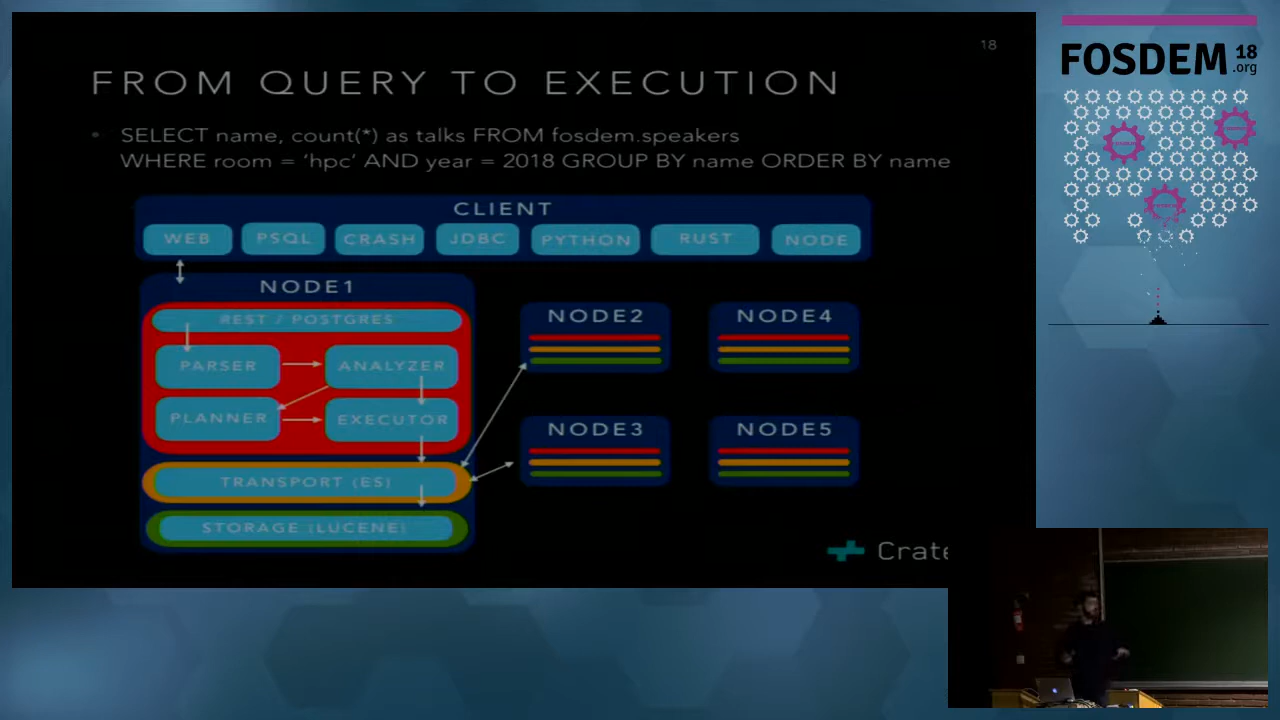 18
FROM QUERY TO EXECUTION
SELECT name, count(*) as talks FROM fosdem.speakers
WHERE room = ‘hpc’ AND year = 2018 GROUP BY name ORDER BY name
CLIENT
WEB PSQL CRASH JDBC PYTHON RUST NODE
NODE1
REST / POSTGRES
PARSER ANALYZER
PLANNER EXECUTOR
TRANSPORT (ES)
STORAGE (LUCENE)
NODE2 NODE4
NODE3 NODE5
Crate
FOSDEM 18
.org